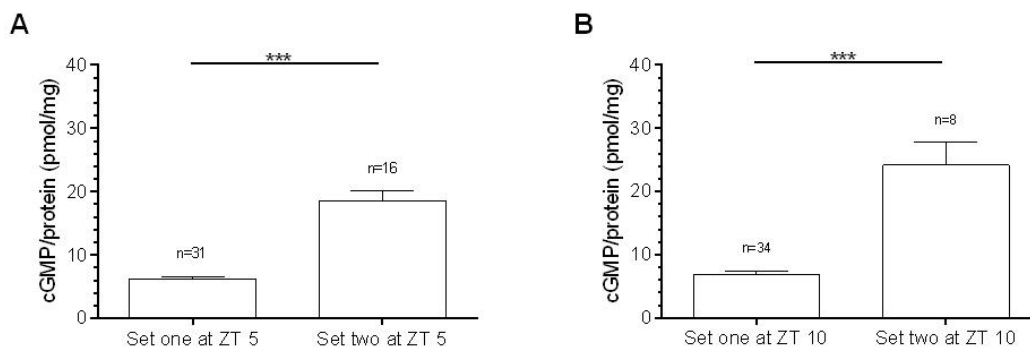 A
***
40
30
20
10
0
cGMP/protein (pmol/mg)
n=31
n=16
Set one at ZT 5
Set two at ZT 5
B
***
40
30
20
10
0
cGMP/protein (pmol/mg)
n=34
n=8
Set one at ZT 10
Set two at ZT 10